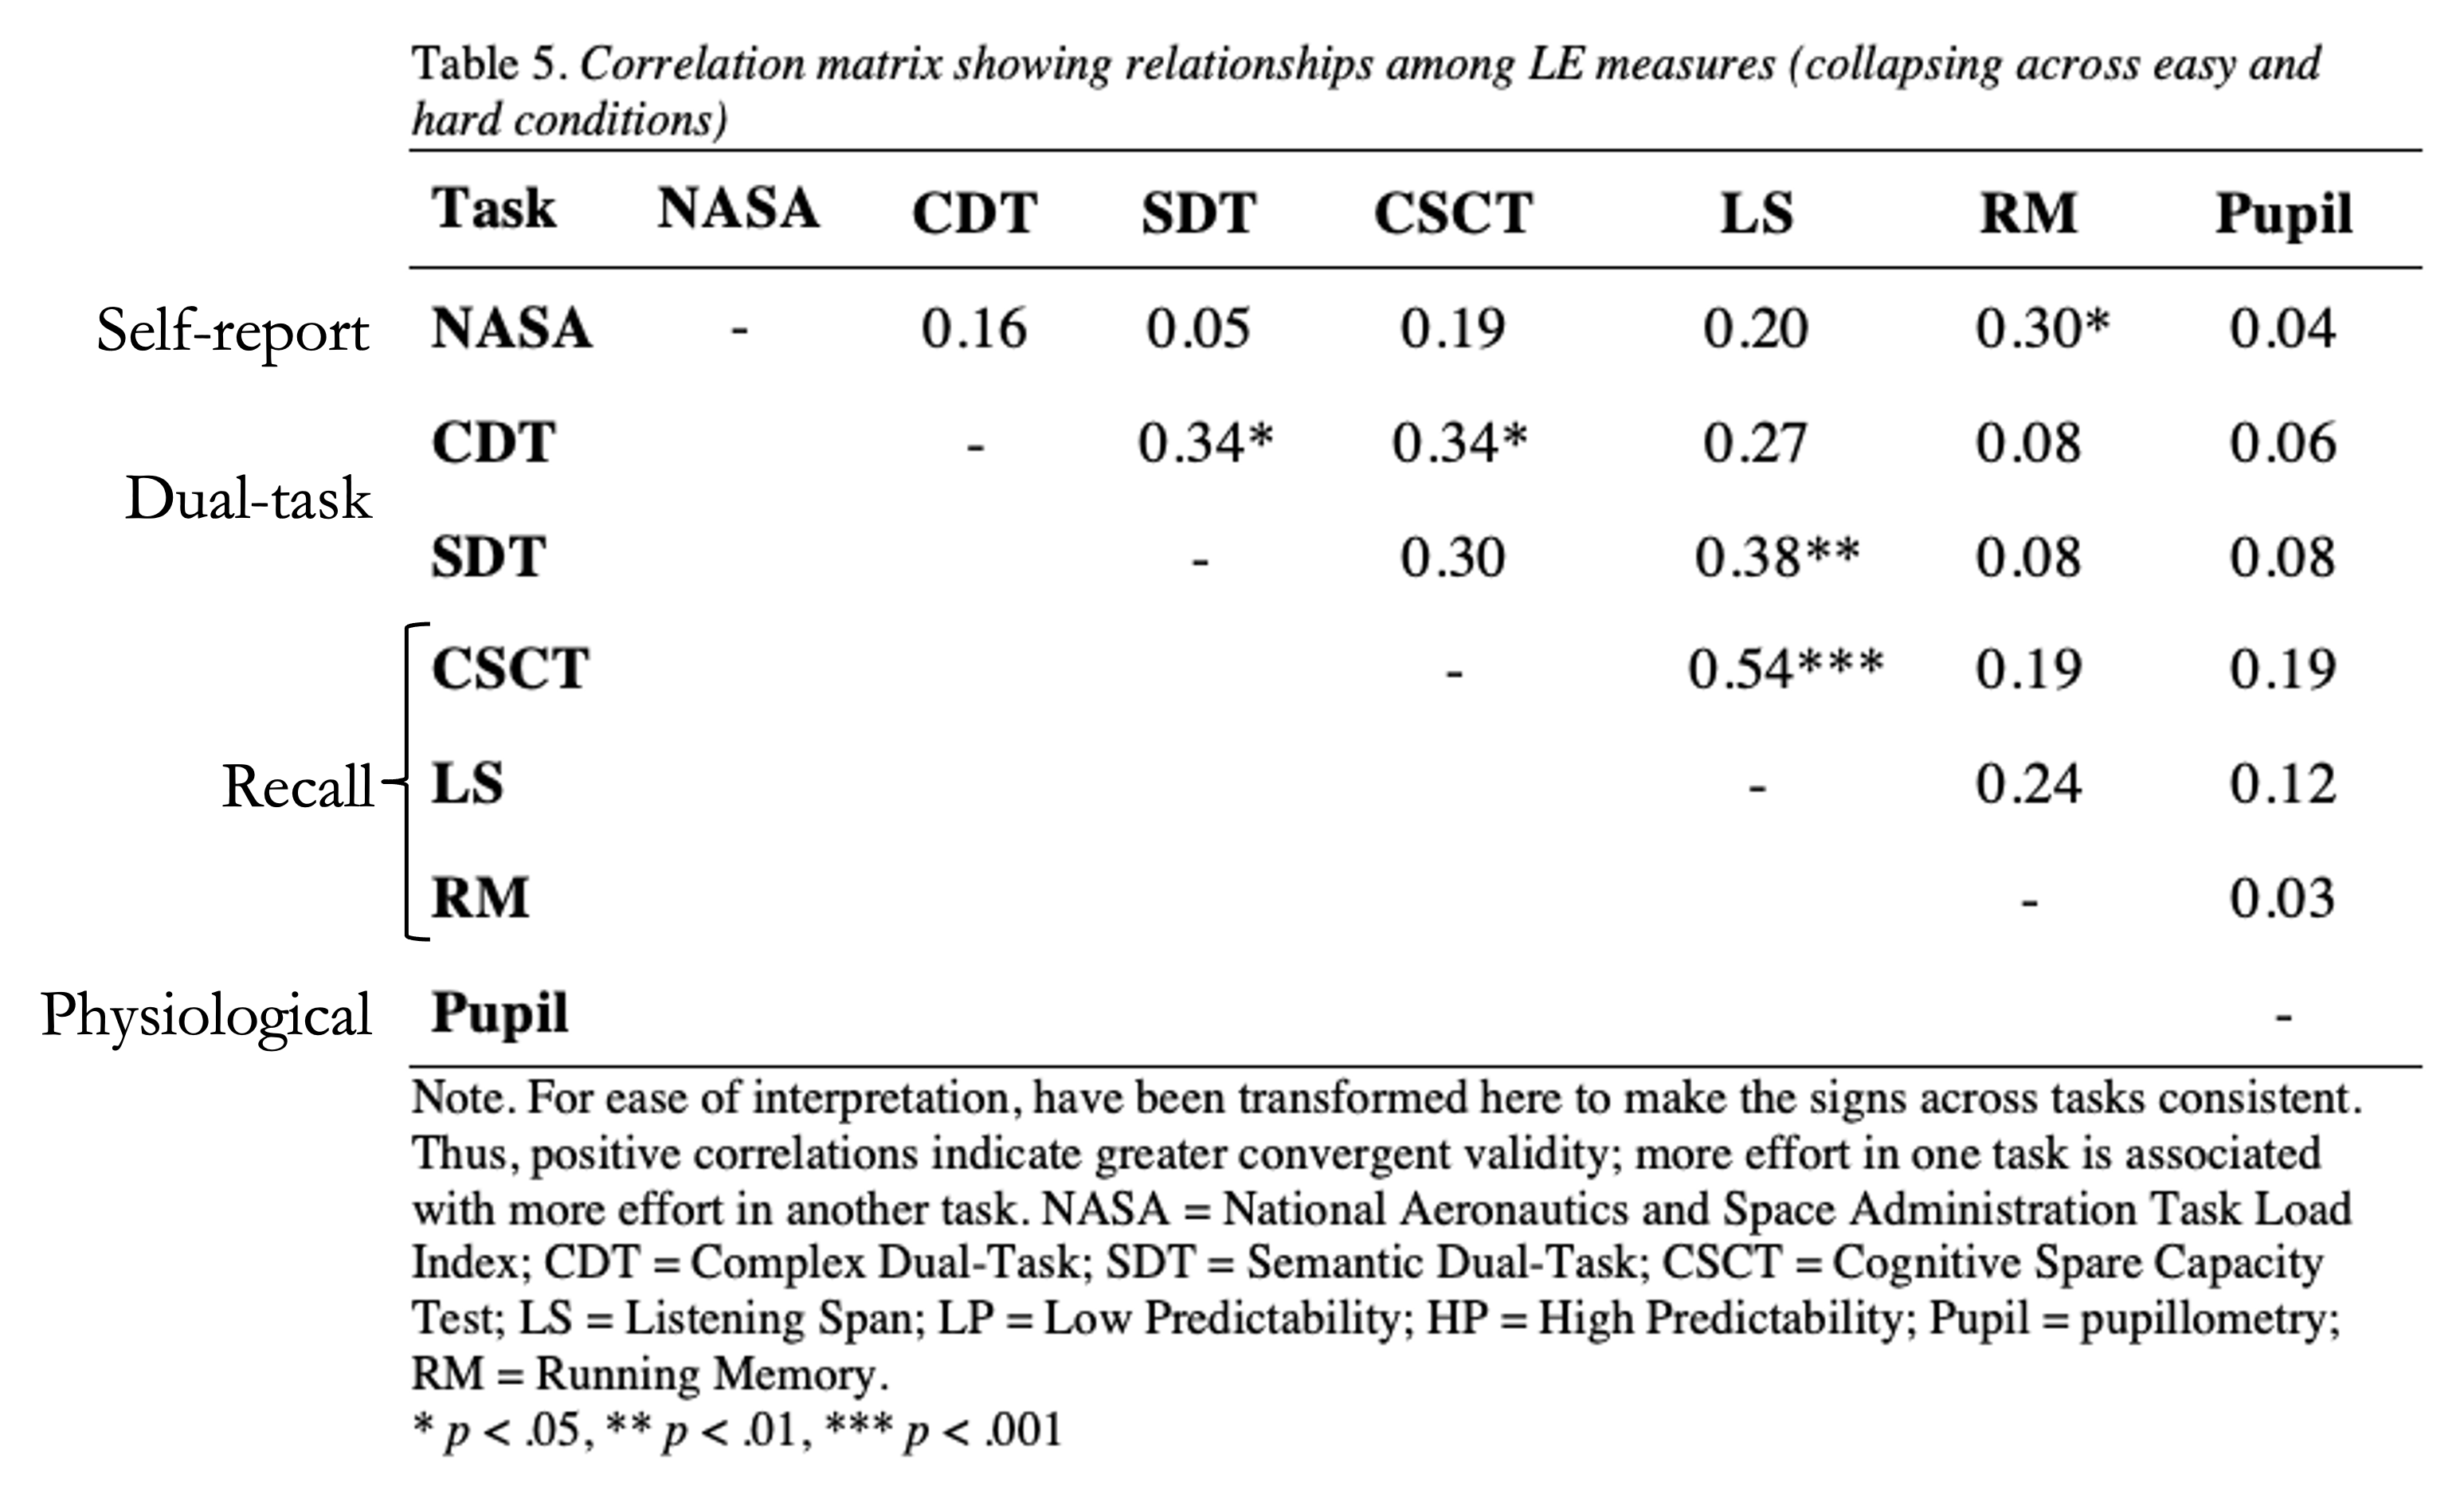 Table 5. Correlation matrix showing relationships among LE measures (collapsing across easy and
hard conditions)
Task NASA CDT SDT CSCT LS RM Pupil
Self-report NASA - 0.16 0.05 0.19 0.20 0.30* 0.04
CDT - 0.34* 0.34* 0.27 0.08 0.06
Dual-task
SDT - 0.30 0.38** 0.08 0.08
CSCT - 0.54*** 0.19 0.19
Recall LS - 0.24 0.12
RM - 0.03
Physiological Pupil -
Note. For ease of interpretation, have been transformed here to make the signs across tasks consistent.
Thus, positive correlations indicate greater convergent validity; more effort in one task is associated
with more effort in another task. NASA = National Aeronautics and Space Administration Task Load
Index; CDT = Complex Dual-Task; SDT = Semantic Dual-Task; CSCT = Cognitive Spare Capacity
Test; LS = Listening Span; LP = Low Predictability; HP = High Predictability; Pupil = pupillometry;
RM = Running Memory.
* p < .05, ** p < .01, *** p < .001